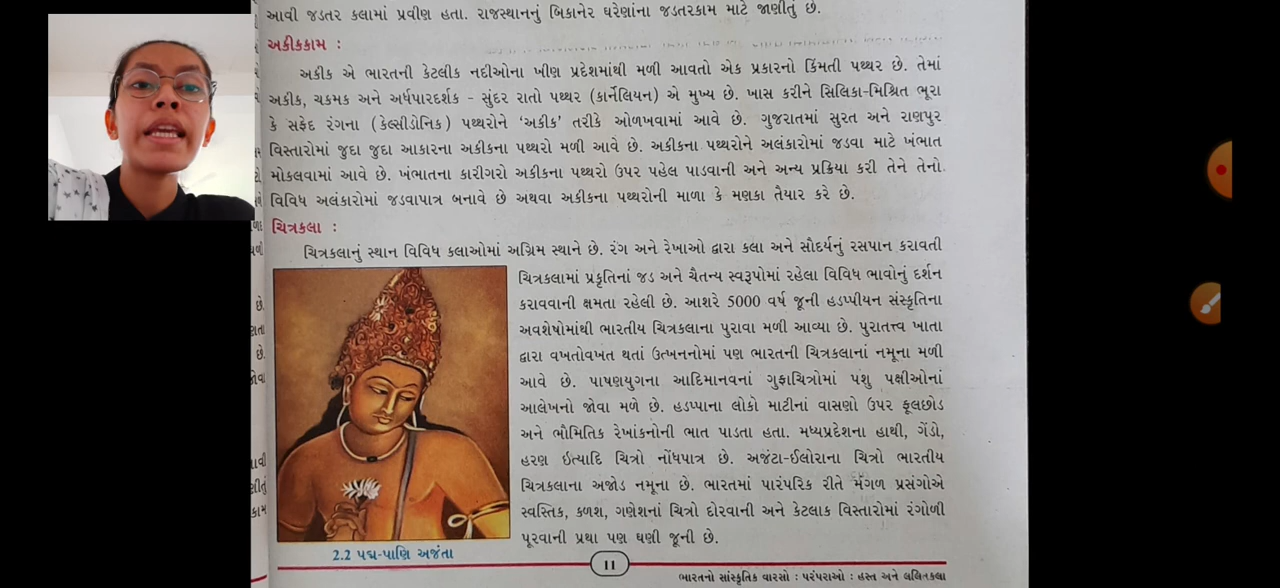 આવી જડતર કલામાં પ્રવીણ હતા. રાજસ્થાનનું બિકાનેર ઘરેણાંના જડતરકામ માટે જાણીતું છે.
અકીકકામ :
અકીક એ ભારતની કેટલીક નદીઓના ખીણ પ્રદેશમાંથી મળી આવતો એક પ્રકારનો કિંમતી પથ્થર છે. તેમાં
અકીક, ચકમક અને અર્ધપારદર્શક - સુંદર રાતો પથ્થર (કાર્નેલિયન) એ મુખ્ય છે. ખાસ કરીને સિલિકા-મિશ્રિત ભૂરા
કે સફેદ રંગના (કેલ્સીડોનિક) પથ્થરોને ‘અકીક’ તરીકે ઓળખવામાં આવે છે. ગુજરાતમાં સુરત અને રાણપુર
વિસ્તારોમાં જુદા જુદા આકારના અકીકના પથ્થરો મળી આવે છે. અકીકના પથ્થરોને અલંકારોમાં જડવા માટે ખંભાત
મોકલવામાં આવે છે. ખંભાતના કારીગરો અકીકના પથ્થરો ઉપર પહેલ પાડવાની અને અન્ય પ્રક્રિયા કરી તેને તેનો
વિવિધ અલંકારોમાં જડવાપાત્ર બનાવે છે અથવા અકીકના પથ્થરોની માળા કે મણકા તૈયાર કરે છે.
ચિત્રકલા :
ચિત્રકલાનું સ્થાન વિવિધ કલાઓમાં અગ્રિમ સ્થાને છે. રંગ અને રેખાઓ દ્વારા કલા અને સૌદર્યનું રસપાન કરાવતી
ચિત્રકલામાં પ્રકૃતિનાં જડ અને ચૈતન્ય સ્વરૂપોમાં રહેલા વિવિધ ભાવોનું દર્શન
કરાવવાની ક્ષમતા રહેલી છે. આશરે 5000 વર્ષ જૂની હડપ્પીયન સંસ્કૃતિના
અવશેષોમાંથી ભારતીય ચિત્રકલાના પુરાવા મળી આવ્યા છે. પુરાતત્ત્વ ખાતા
દ્વારા વખતોવખત થતાં ઉત્ખનનોમાં પણ ભારતની ચિત્રકલાનાં નમૂના મળી
આવે છે. પાષણયુગના આદિમાનવનાં ગુફાચિત્રોમાં પશુ પક્ષીઓનાં
આલેખનો જોવા મળે છે. હડપ્પાના લોકો માટીનાં વાસણો ઉપર ફૂલછોડ
અને ભૌમિતિક રેખાંકનોની ભાત પાડતા હતા. મધ્યપ્રદેશના હાથી, ગેંડો,
હરણ ઇત્યાદિ ચિત્રો નોંધપાત્ર છે. અજંટા-ઈલોરાના ચિત્રો ભારતીય
ચિત્રકલાના અજોડ નમૂના છે. ભારતમાં પારંપરિક રીતે મંગળ પ્રસંગોએ
સ્વસ્તિક, કળશ, ગણેશનાં ચિત્રો દોરવાની અને કેટલાક વિસ્તારોમાં રંગોળી
પૂરવાની પ્રથા પણ ઘણી જૂની છે.
2.2 પદ્મ-પાણિ અજંતા
11
ભારતનો સાંસ્કૃતિક વારસો : પરંપરાઓ : હસ્ત અને લલિતકલા